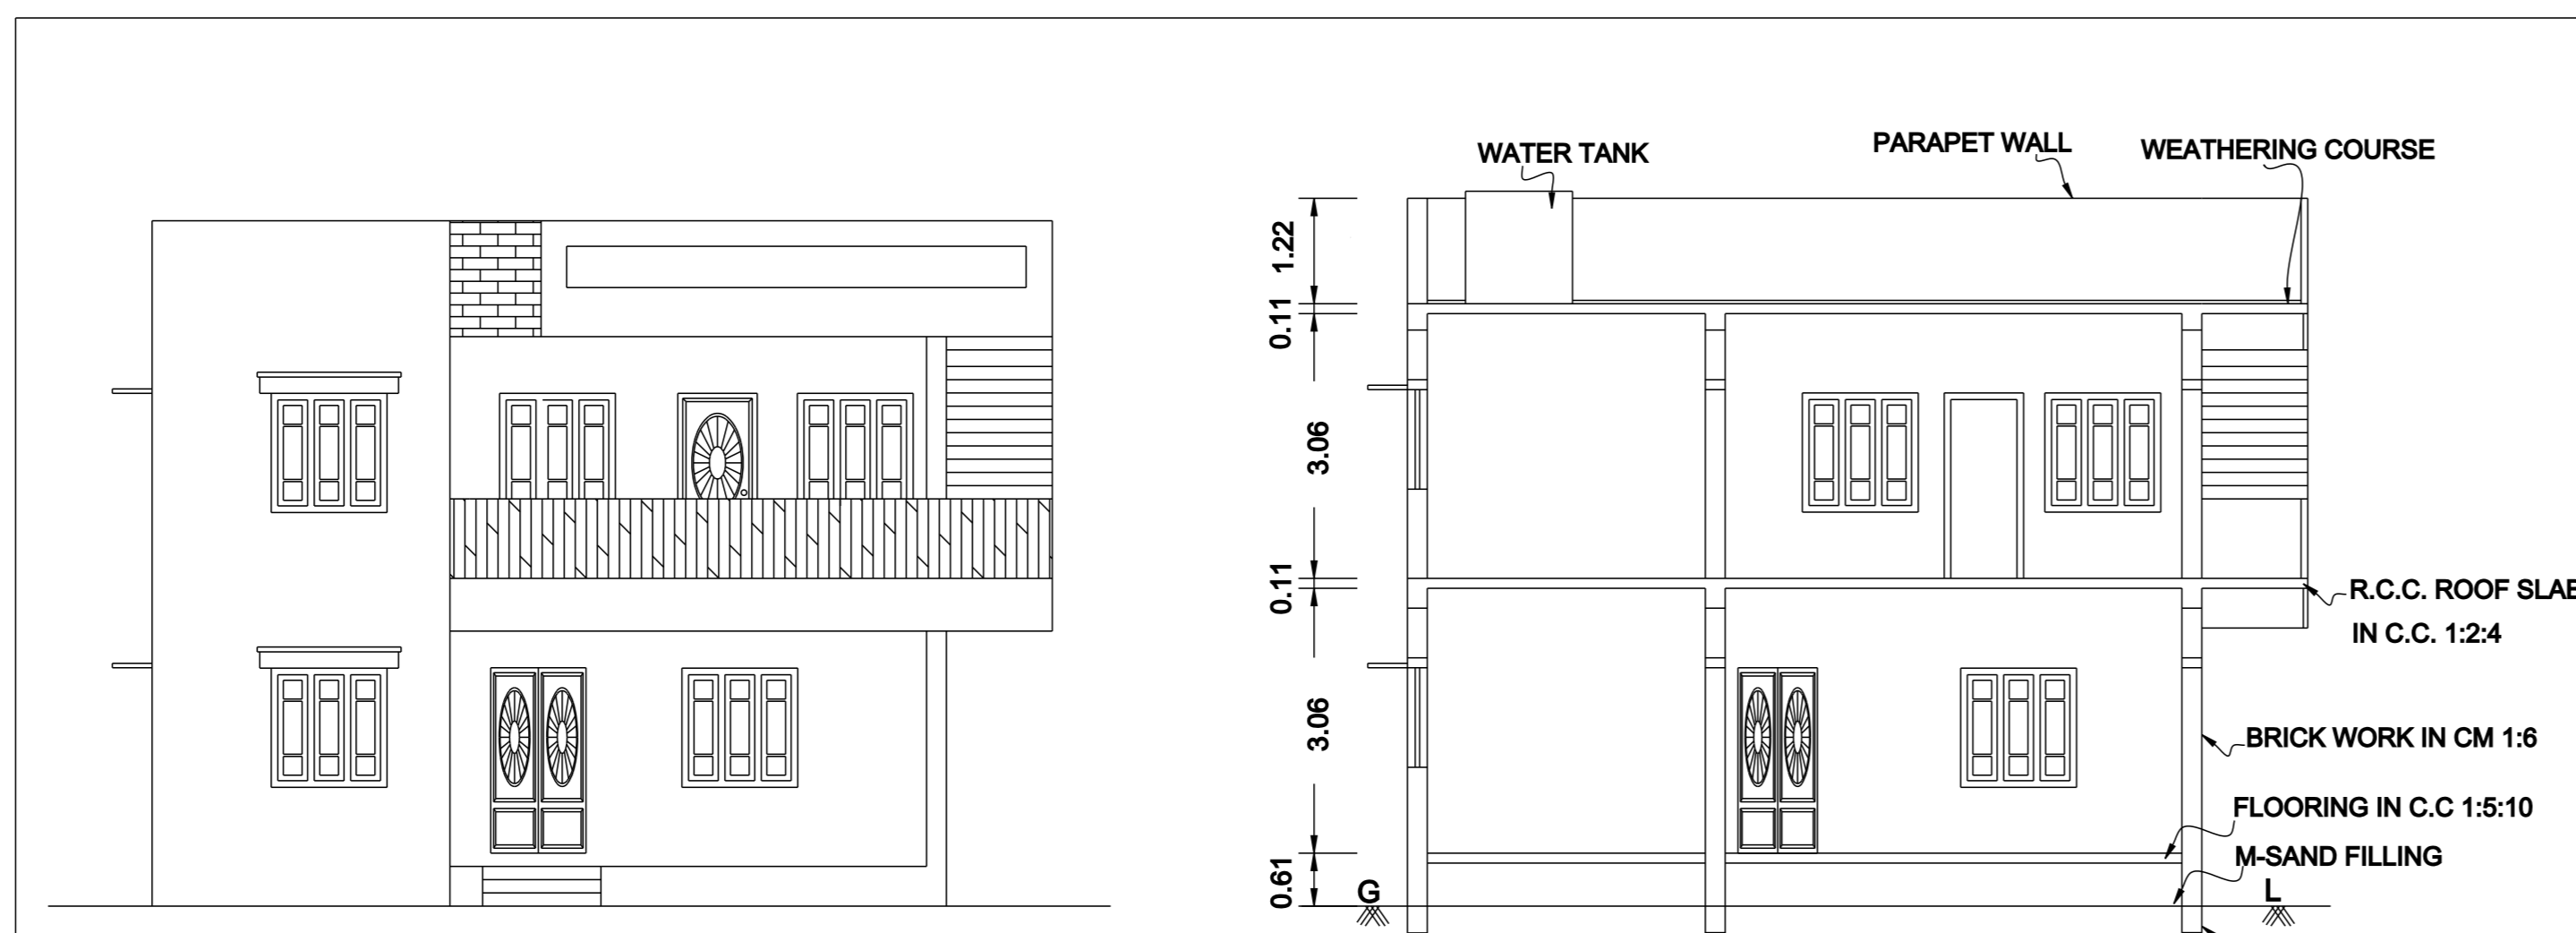 WATER TANK
PARAPET WALL
WEATHERING COURSE
1.22
0.11
3.06
0.11
R.C.C. ROOF SLAB
IN C.C. 1:2:4
3.06
BRICK WORK IN CM 1:6
FLOORING IN C.C 1:5:10
M-SAND FILLING
0.61
G
L